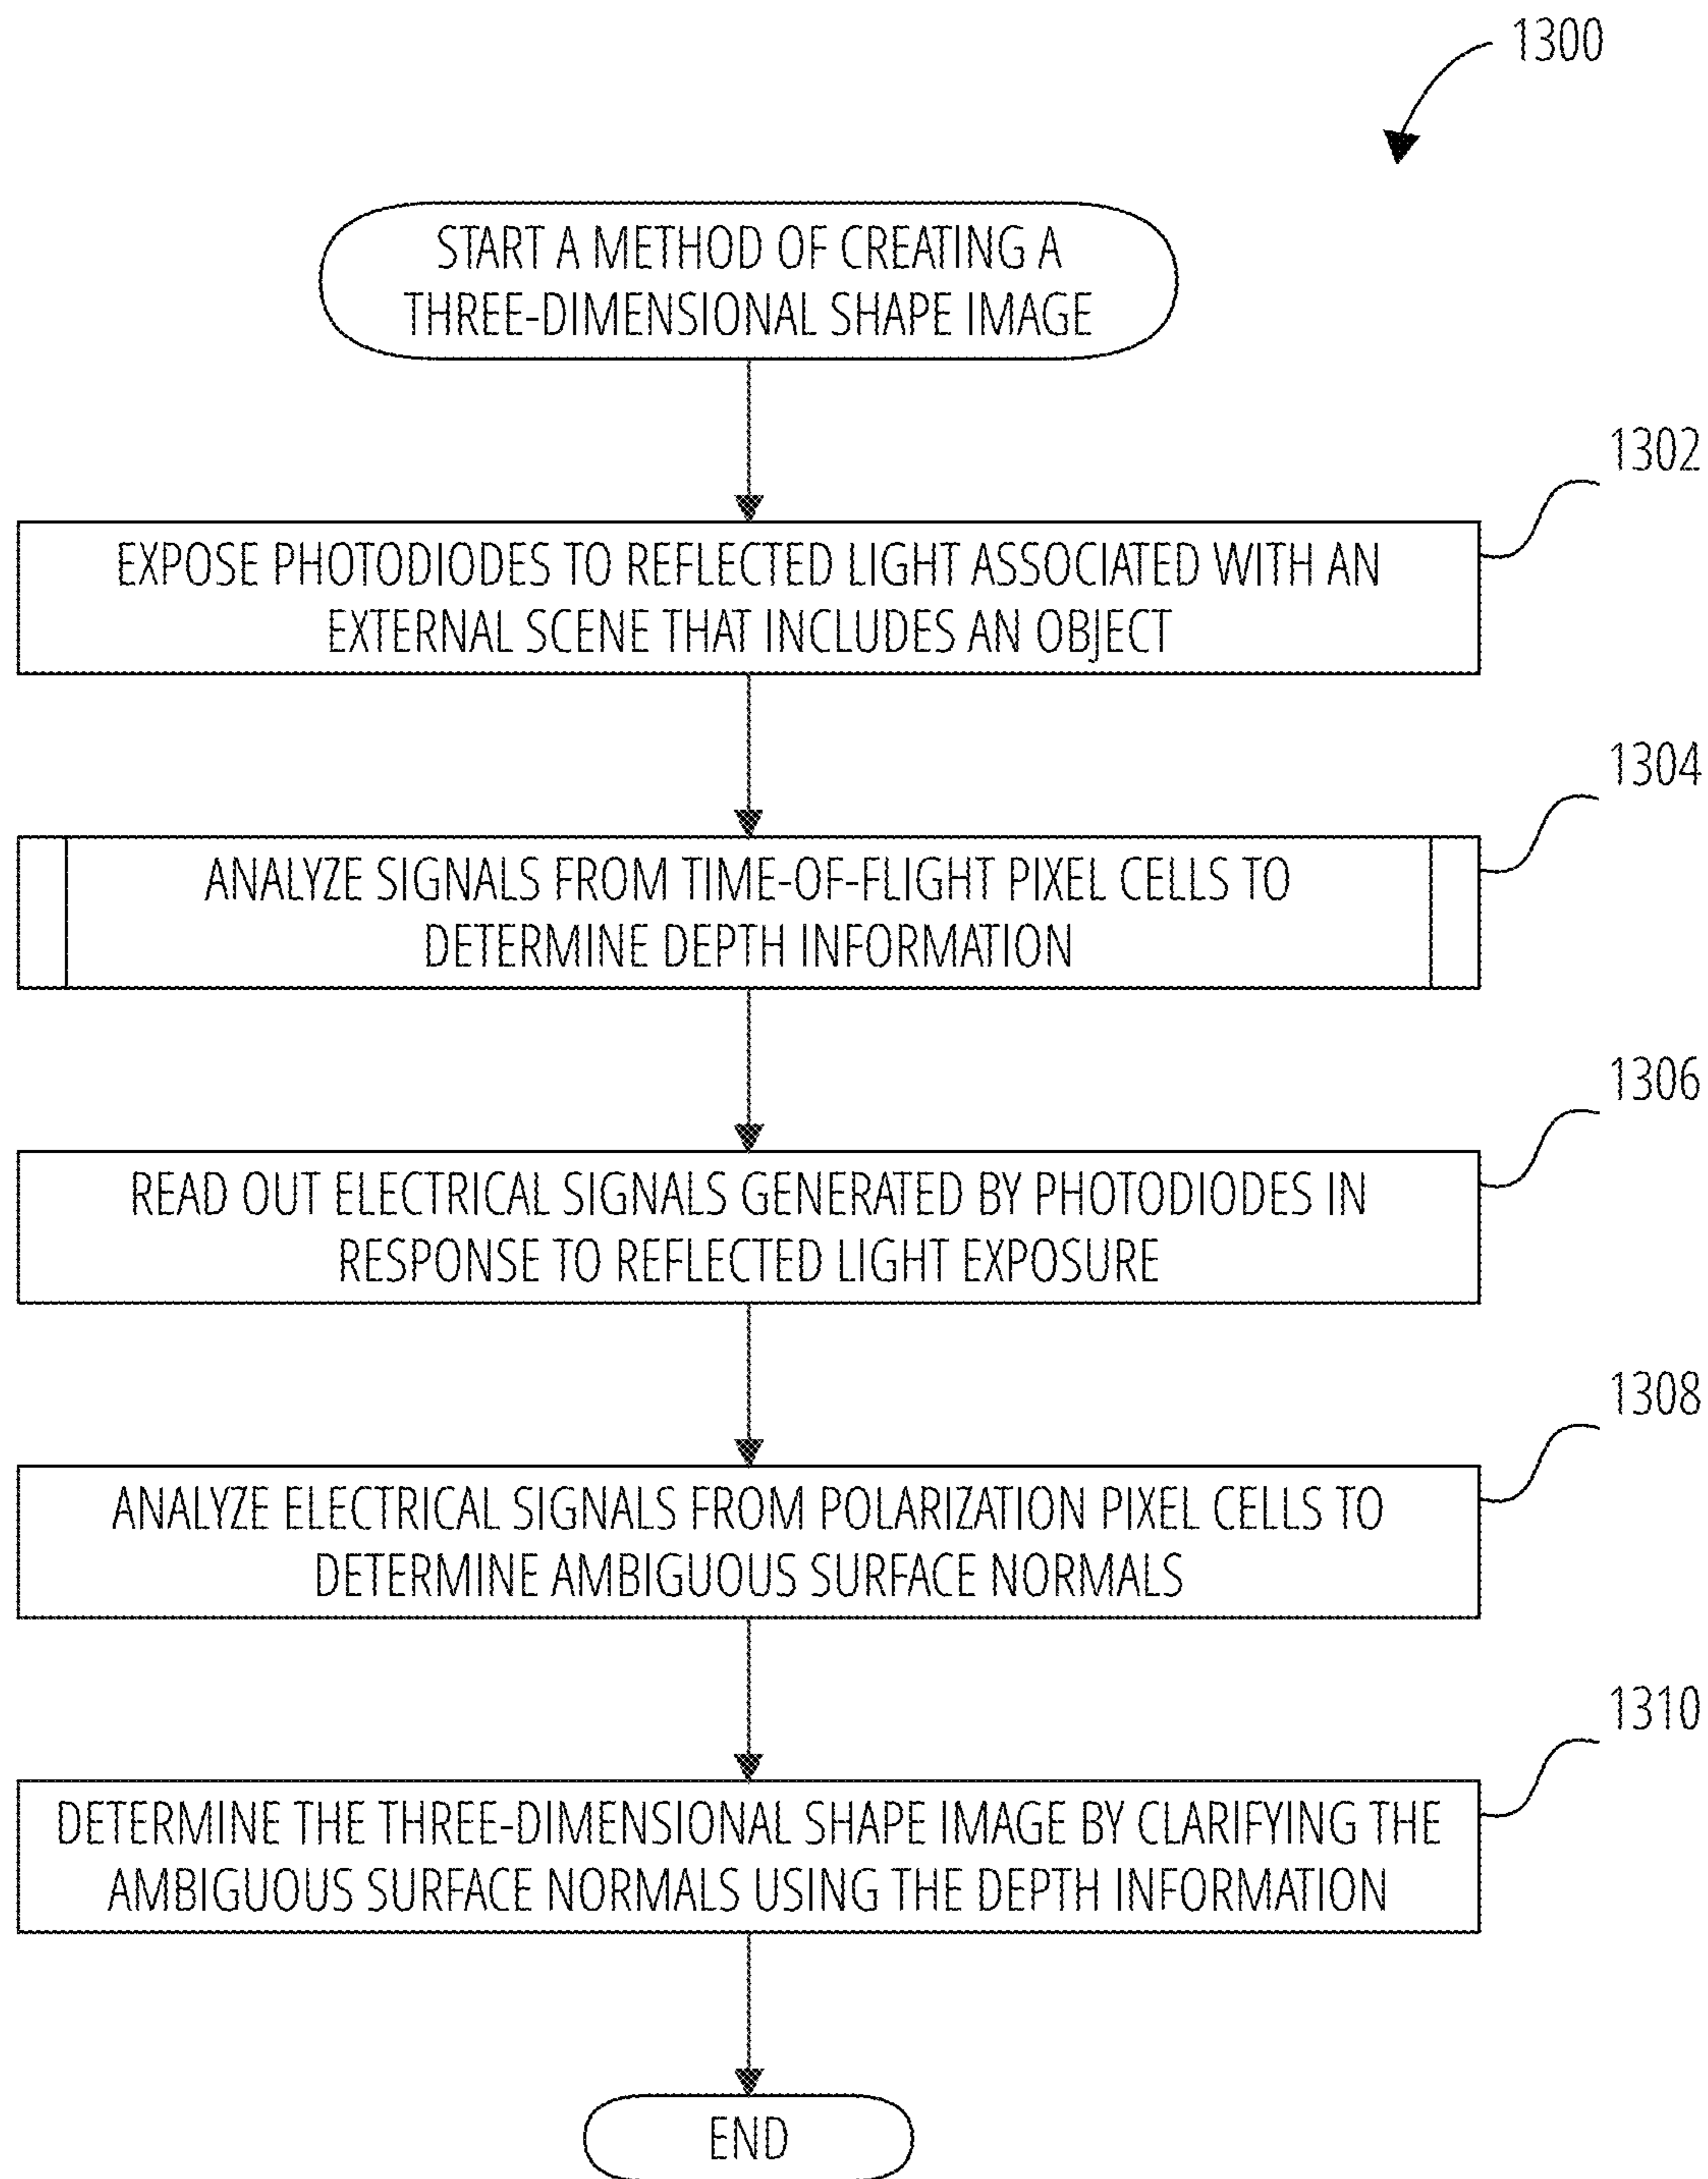 1300
START A METHOD OF CREATING A
THREE-DIMENSIONAL SHAPE IMAGE
1302
EXPOSE PHOTODIODES TO REFLECTED LIGHT ASSOCIATED WITH AN
EXTERNAL SCENE THAT INCLUDES AN OBJECT
1304
ANALYZE SIGNALS FROM TIME-OF-FLIGHT PIXEL CELLS TO
DETERMINE DEPTH INFORMATION
1306
READ OUT ELECTRICAL SIGNALS GENERATED BY PHOTODIODES IN
RESPONSE TO REFLECTED LIGHT EXPOSURE
1308
ANALYZE ELECTRICAL SIGNALS FROM POLARIZATION PIXEL CELLS TO
DETERMINE AMBIGUOUS SURFACE NORMALS
1310
DETERMINE THE THREE-DIMENSIONAL SHAPE IMAGE BY CLARIFYING THE
AMBIGUOUS SURFACE NORMALS USING THE DEPTH INFORMATION
END